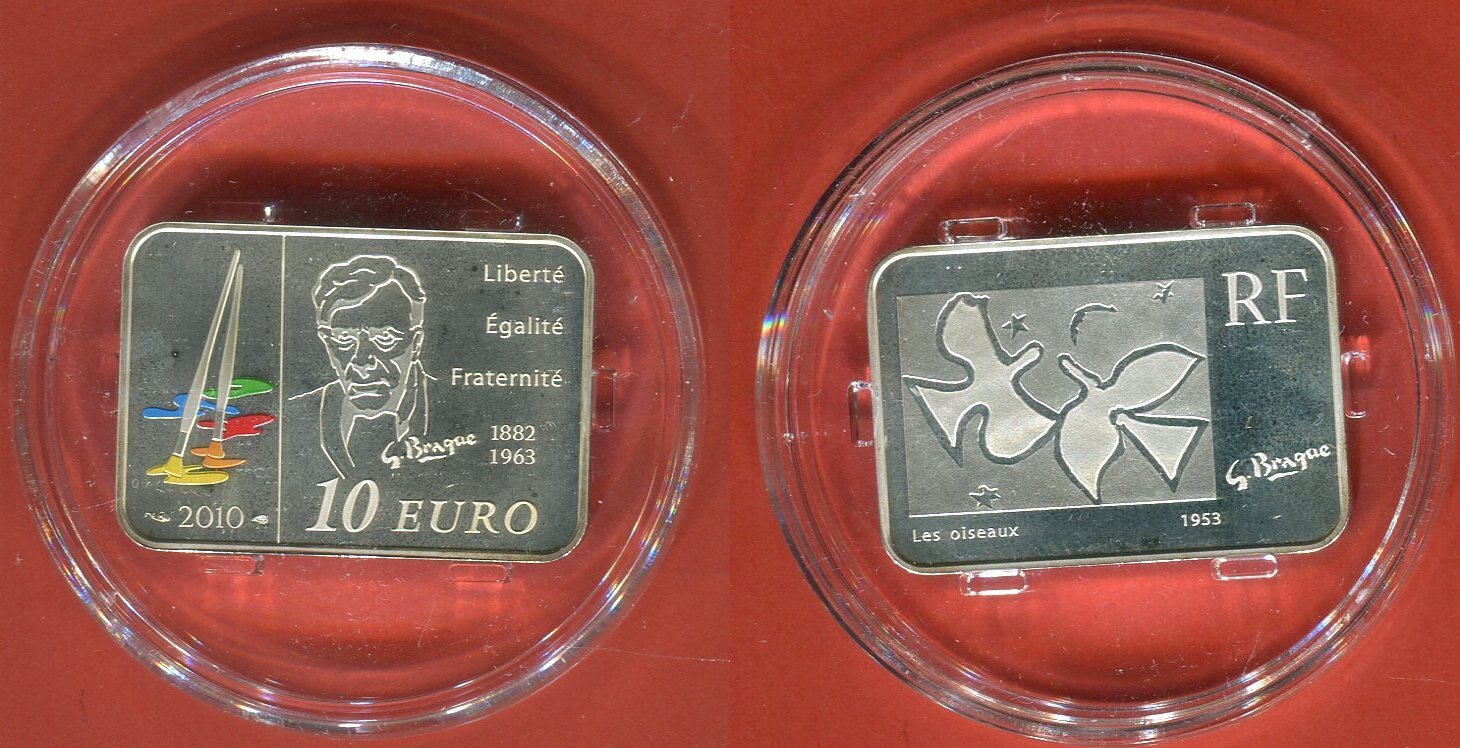 Liberté
Égalité
Fraternité
G. Braque
1882
1963
10 EURO
2010
RF
G. Braque
Les oiseaux
1953